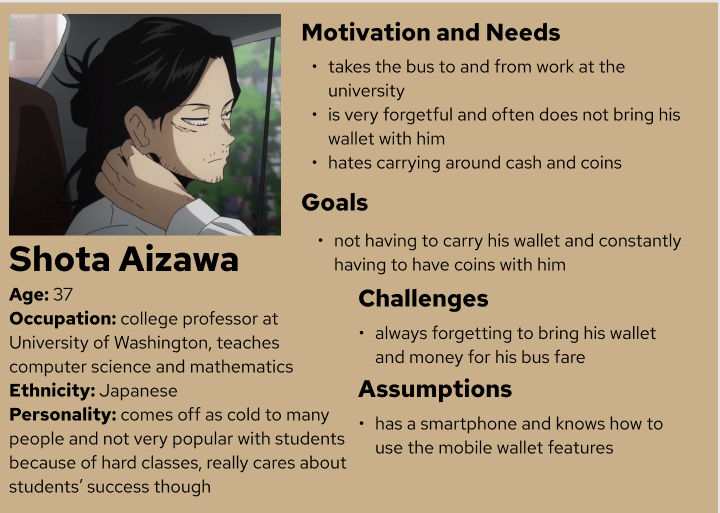 Shota Aizawa
Age: 37
Occupation: college professor at
University of Washington, teaches
computer science and mathematics
Ethnicity: Japanese
Personality: comes off as cold to many
people and not very popular with students
because of hard classes, really cares about
students’ success though
Motivation and Needs
• takes the bus to and from work at the
university
• is very forgetful and often does not bring his
wallet with him
• hates carrying around cash and coins
Goals
• not having to carry his wallet and constantly
having to have coins with him
Challenges
• always forgetting to bring his wallet
and money for his bus fare
Assumptions
• has a smartphone and knows how to
use the mobile wallet features